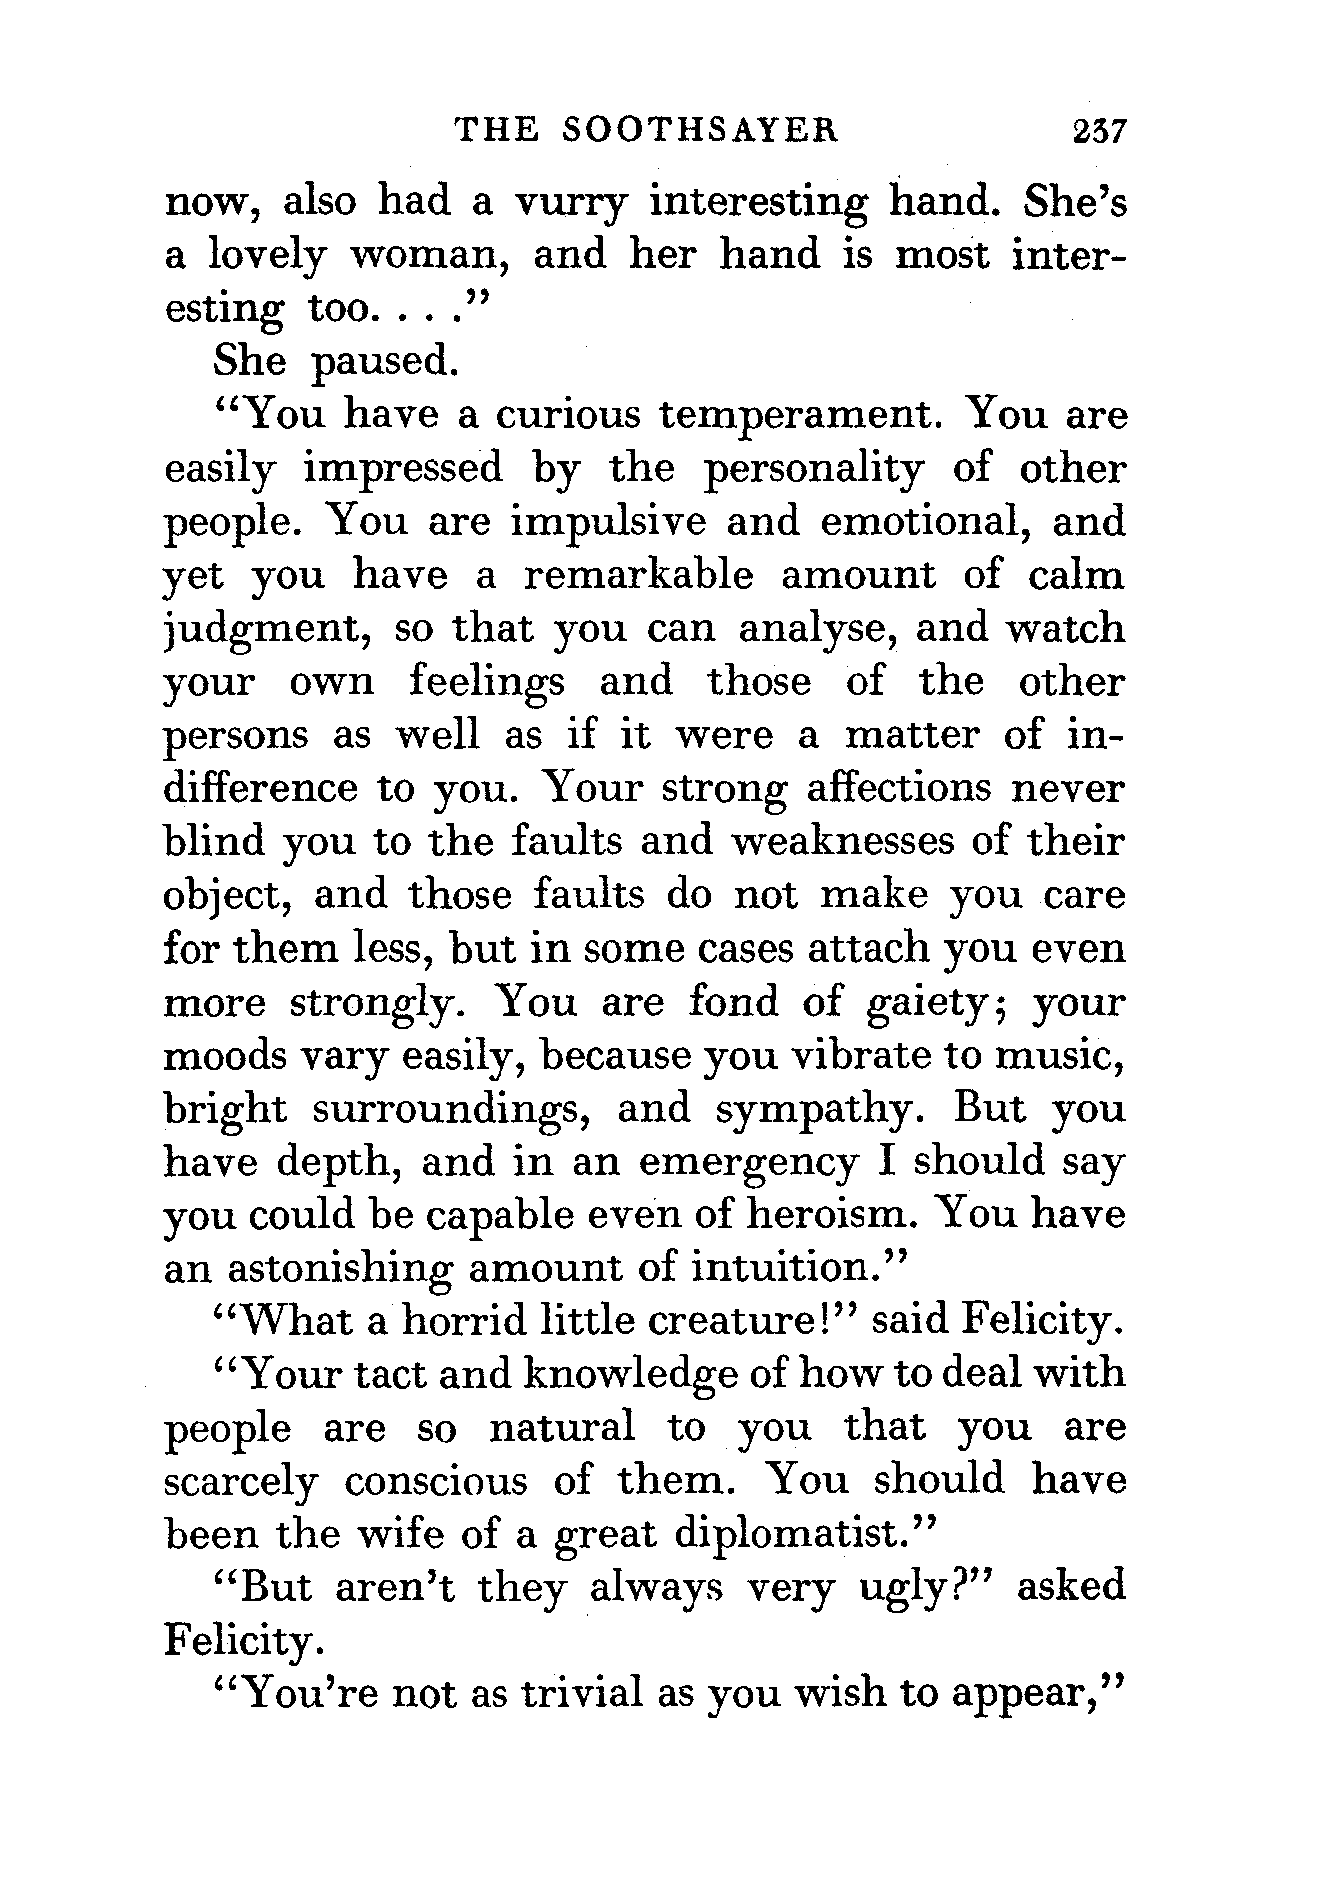 THE SOOTHSAYER 237
now, also had a vurry interesting hand. She's
a lovely woman, and her hand is most inter-
esting too. . . ."
She paused.
"You have a curious temperament. You are
easily impressed by the personality of other
people. You are impulsive and emotional, and
yet you have a remarkable amount of calm
judgment, so that you can analyse, and watch
your own feelings and those of the other
persons as well as if it were a matter of in-
difference to you. Your strong affections never
blind you to the faults and weaknesses of their
object, and those faults do not make you care
for them less, but in some cases attach you even
more strongly. You are fond of gaiety; your
moods vary easily, because you vibrate to music,
bright surroundings, and sympathy. But you
have depth, and in an emergency I should say
you could be capable even of heroism. You have
an astonishing amount of intuition."
"What a horrid little creature!" said Felicity.
"Your tact and knowledge of how to deal with
people are so natural to you that you are
scarcely conscious of them. You should have
been the wife of a great diplomatist."
"But aren't they always very ugly?" asked
Felicity.
"You're not as trivial as you wish to appear,"